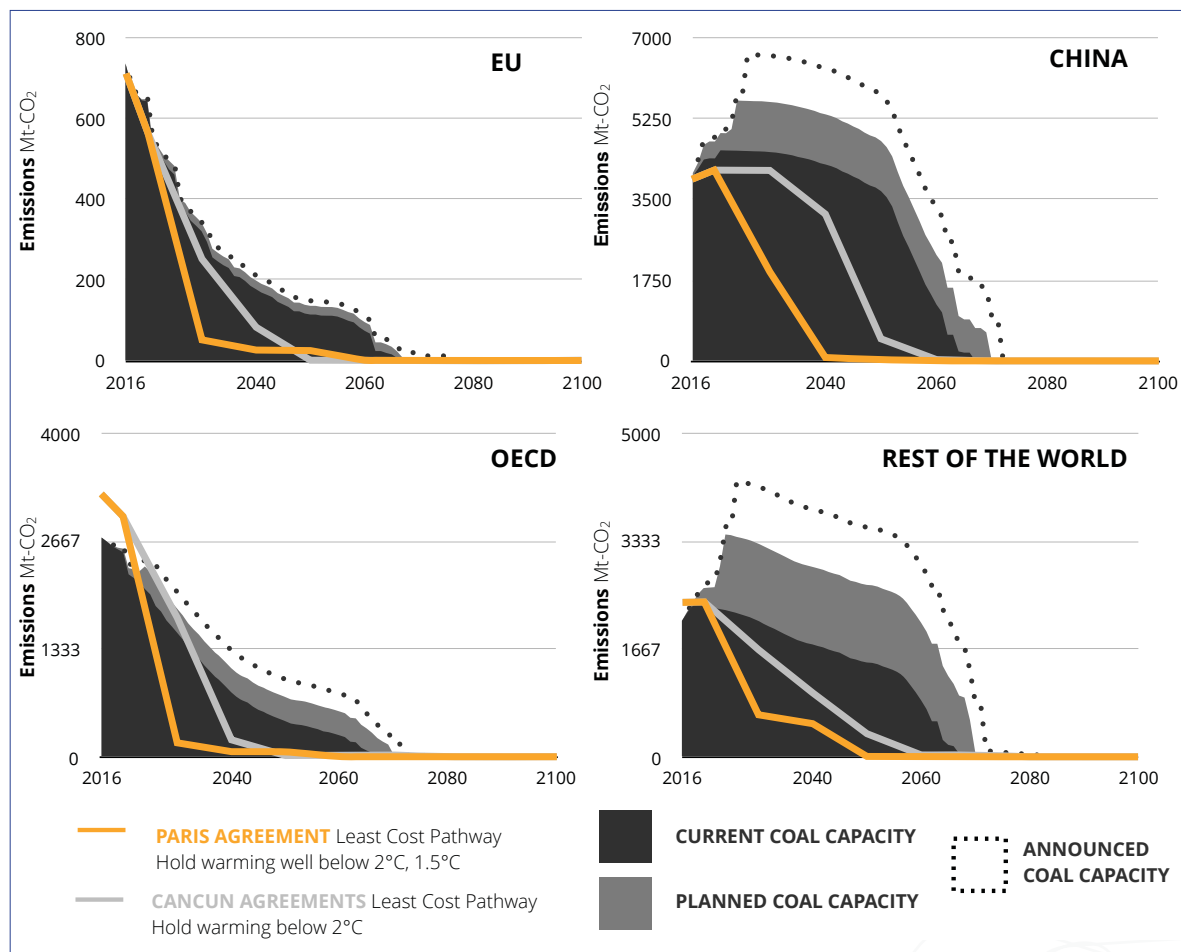 EU
Emissions Mt-CO₂
800
600
400
200
0
2016 2040 2060 2080 2100
CHINA
Emissions Mt-CO₂
7000
5250
3500
1750
0
2016 2040 2060 2080 2100
OECD
Emissions Mt-CO₂
4000
2667
1333
0
2016 2040 2060 2080 2100
REST OF THE WORLD
Emissions Mt-CO₂
5000
3333
1667
0
2016 2040 2060 2080 2100
PARIS AGREEMENT Least Cost Pathway
Hold warming well below 2°C, 1.5°C
CANCUN AGREEMENTS Least Cost Pathway
Hold warming below 2°C
CURRENT COAL CAPACITY
PLANNED COAL CAPACITY
ANNOUNCED
COAL CAPACITY